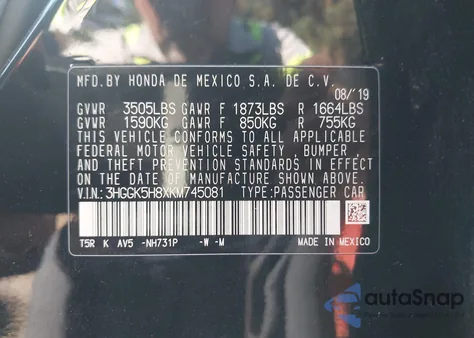 MFD.BY HONDA DE MEXICO S.A. DE C.V.
08/'19
GVWR 3505LBS GAWR F 1873LBS R 1664LBS
GVWR 1590KG GAWR F 850KG R 755KG
THIS VEHICLE CONFORMS TO ALL APPLICABLE
FEDERAL MOTOR VEHICLE SAFETY, BUMPER,
AND THEFT PREVENTION STANDARDS IN EFFECT ON THE
DATE OF MANUFACTURE SHOWN ABOVE.
V.I.N.: 3HGGK5H8XKM745081 TYPE:PASSENGER CAR
T5R K AV5 -NH731P -W -M
MADE IN MEXICO
autaSnap